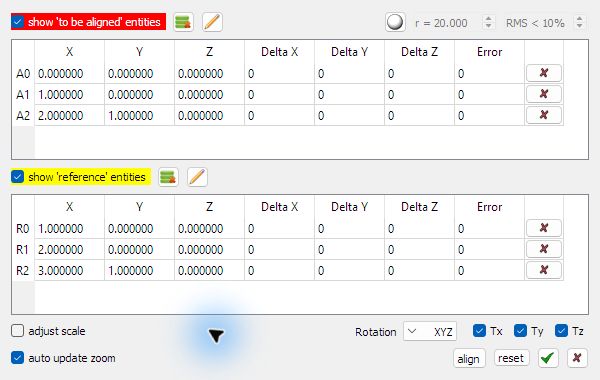 show 'to be aligned' entities r = 20.000 RMS < 10%
X Y Z Delta X Delta Y Delta Z Error
A0 0.000000 0.000000 0.000000 0 0 0 0
A1 1.000000 0.000000 0.000000 0 0 0 0
A2 2.000000 1.000000 0.000000 0 0 0 0
show 'reference' entities
X Y Z Delta X Delta Y Delta Z Error
R0 1.000000 0.000000 0.000000 0 0 0 0
R1 2.000000 0.000000 0.000000 0 0 0 0
R2 3.000000 1.000000 0.000000 0 0 0 0
adjust scale Rotation XYZ Tx Ty Tz
auto update zoom align reset